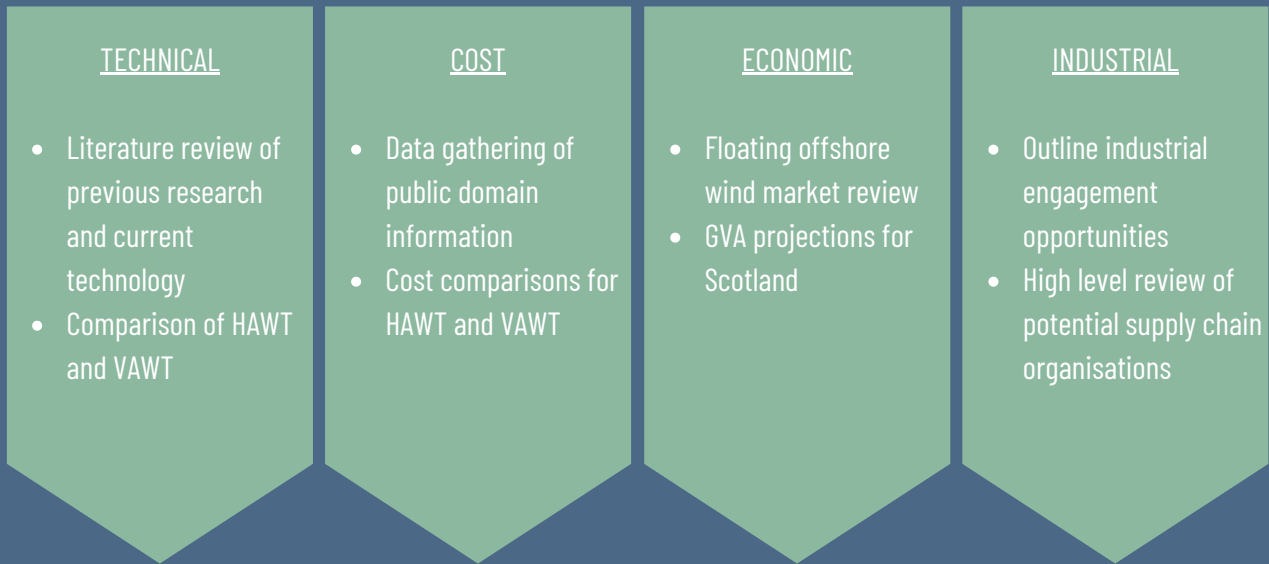 TECHNICAL
• Literature review of
previous research
and current
technology
• Comparison of HAWT
and VAWT
COST
• Data gathering of
public domain
information
• Cost comparisons for
HAWT and VAWT
ECONOMIC
• Floating offshore
wind market review
• GVA projections for
Scotland
INDUSTRIAL
• Outline industrial
engagement
opportunities
• High level review of
potential supply chain
organisations